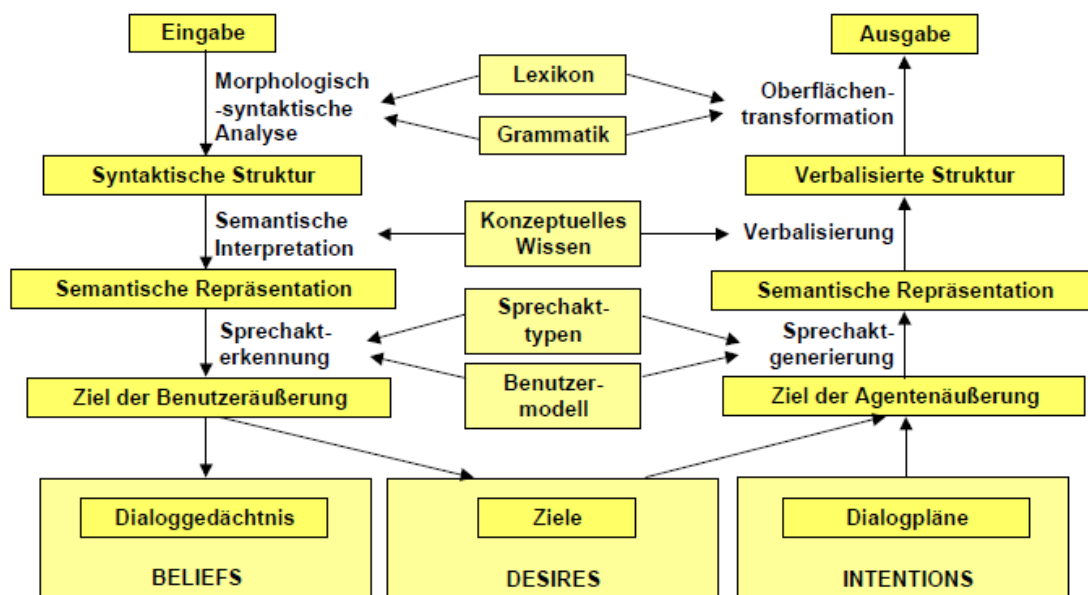 Eingabe
Ausgabe
Morphologisch
-syntaktische
Analyse
Lexikon
Grammatik
Oberflächen-
transformation
Syntaktische Struktur
Verbalisierte Struktur
Semantische
Interpretation
Konzeptuelles
Wissen
Verbalisierung
Semantische Repräsentation
Semantische Repräsentation
Sprechakt-
erkennung
Sprechakt-
typen
Benutzer-
modell
Sprechakt-
generierung
Ziel der Benutzeräußerung
Ziel der Agentenäußerung
Dialoggedächtnis
BELIEFS
Ziele
DESIRES
Dialogpläne
INTENTIONS